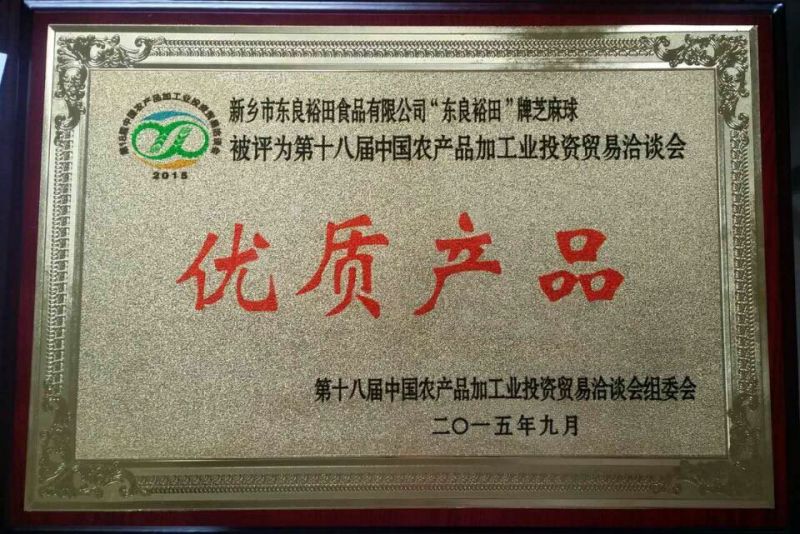 新乡市东良裕田食品有限公司“东良裕田”牌芝麻球
被评为第十八届中国农产品加工业投资贸易洽谈会
2015
优质产品
第十八届中国农产品加工业投资贸易洽谈会组委会
二〇一五年九月